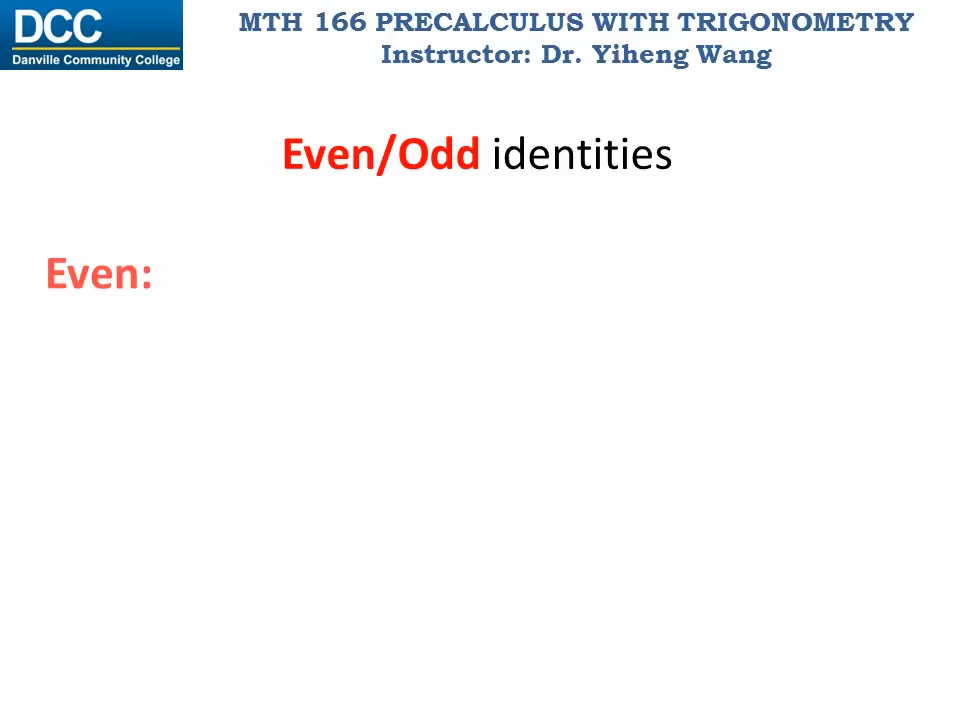 DCC
Danville Community College
MTH 166 PRECALCULUS WITH TRIGONOMETRY
Instructor: Dr. Yiheng Wang
Even/Odd identities
Even: